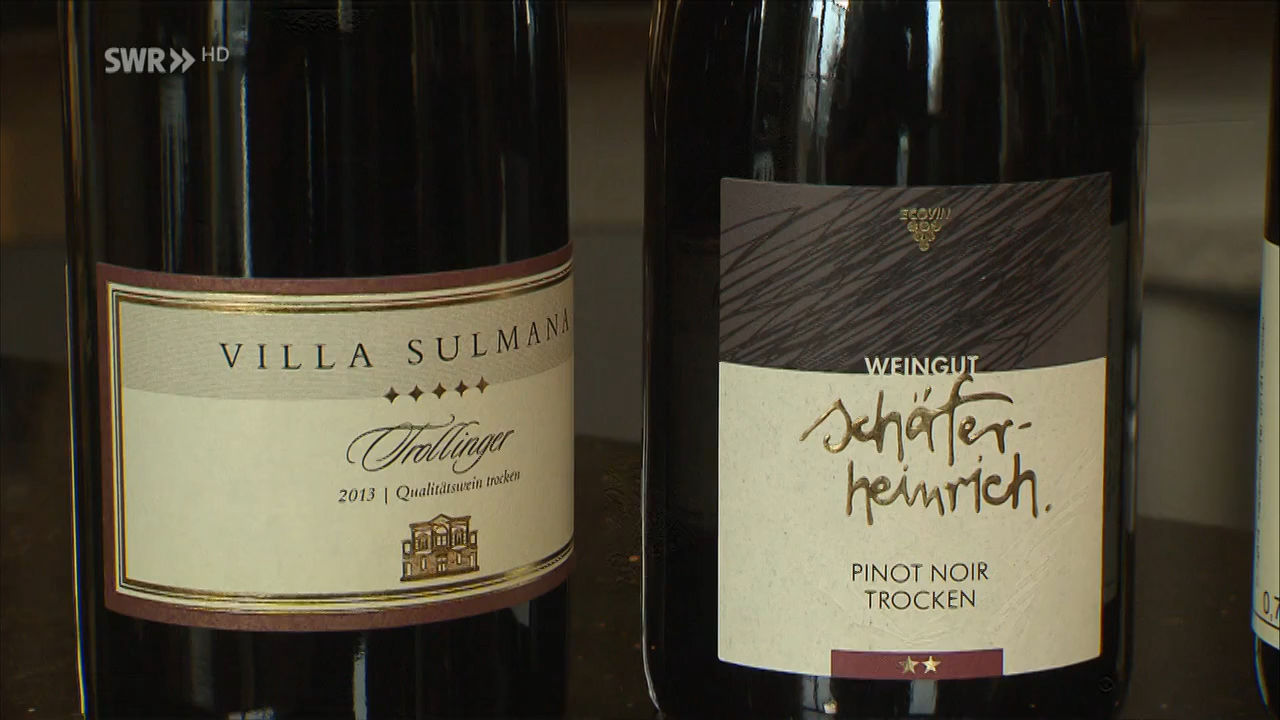 SWR» HD
VILLA SULMANA
Trollinger
2013 | Qualitätswein trocken
ECOVIN
WEINGUT
schäfer-
heinrich.
PINOT NOIR
TROCKEN